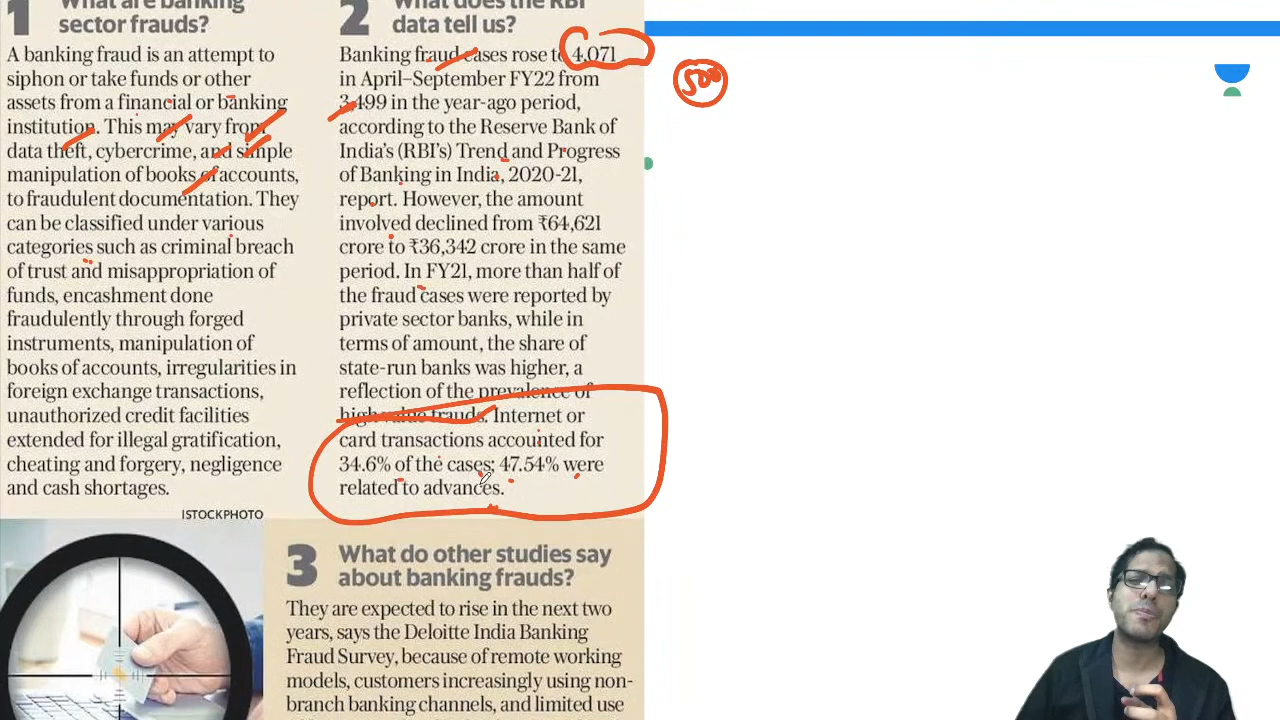 1 What are banking
sector frauds?
A banking fraud is an attempt to
siphon or take funds or other
assets from a financial or banking
institution. This may vary from
data theft, cybercrime, and simple
manipulation of books of accounts,
to fraudulent documentation. They
can be classified under various
categories such as criminal breach
of trust and misappropriation of
funds, encashment done
fraudulently through forged
instruments, manipulation of
books of accounts, irregularities in
foreign exchange transactions,
unauthorized credit facilities
extended for illegal gratification,
cheating and forgery, negligence
and cash shortages.
ISTOCKPHOTO
2 What does the RBI
data tell us?
Banking fraud cases rose to 4,071
in April–September FY22 from
3,499 in the year-ago period,
according to the Reserve Bank of
India's (RBI's) Trend and Progress
of Banking in India, 2020-21,
report. However, the amount
involved declined from ₹64,621
crore to ₹36,342 crore in the same
period. In FY21, more than half of
the fraud cases were reported by
private sector banks, while in
terms of amount, the share of
state-run banks was higher, a
reflection of the prevalence of
high value frauds. Internet or
card transactions accounted for
34.6% of the cases; 47.54% were
related to advances.
3 What do other studies say
about banking frauds?
They are expected to rise in the next two
years, says the Deloitte India Banking
Fraud Survey, because of remote working
models, customers increasingly using non-
branch banking channels, and limited use
500